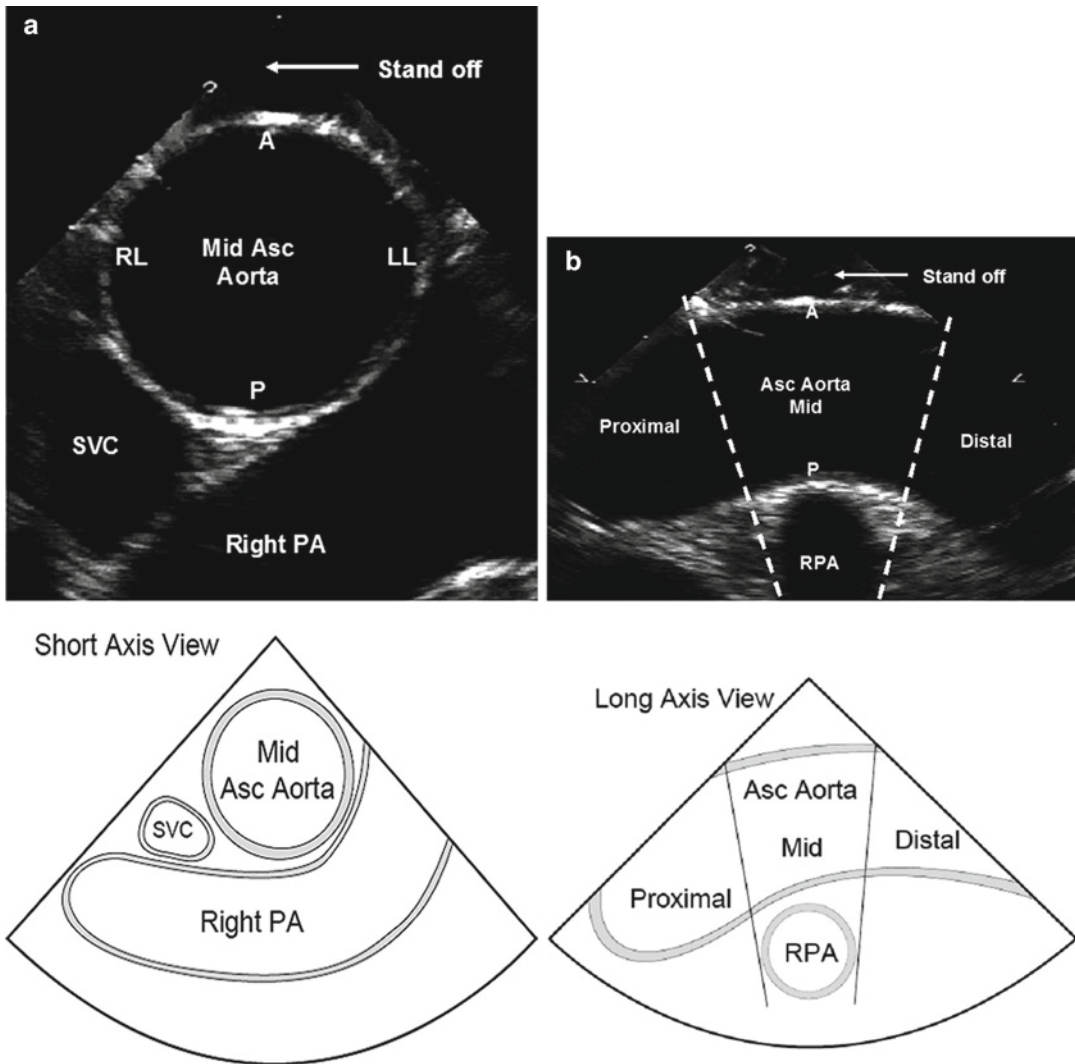 a
Stand off
A
RL
Mid Asc
Aorta
LL
P
SVC
Right PA
b
Stand off
A
Asc Aorta
Mid
Proximal
Distal
P
RPA
Short Axis View
Mid
Asc Aorta
SVC
Right PA
Long Axis View
Asc Aorta
Mid
Distal
Proximal
RPA